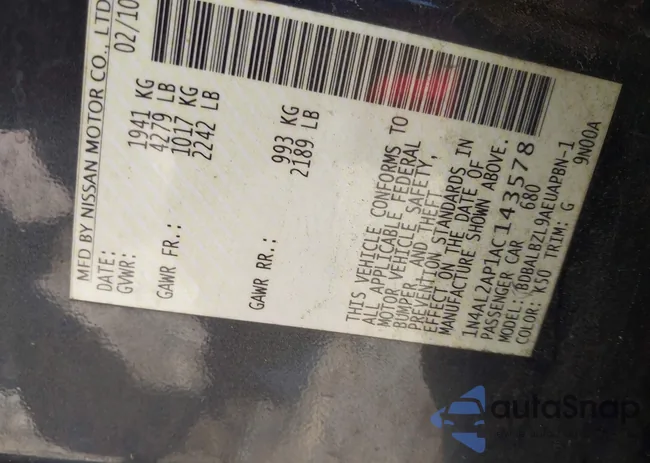 MFD BY NISSAN MOTOR CO., LTD
DATE: 02/10
GVWR: 1941 KG
4279 LB
GAWR FR.: 1017 KG
2242 LB
GAWR RR.: 993 KG
2189 LB
THIS VEHICLE CONFORMS TO
ALL APPLICABLE FEDERAL
MOTOR VEHICLE SAFETY,
BUMPER, AND THEFT
PREVENTION STANDARDS IN
EFFECT ON THE DATE OF
MANUFACTURE SHOWN ABOVE.
1N4AL2AP1AC143578
PASSENGER CAR 680
MODEL: BDBALBZL9AEUAPBN-1
COLOR: K50 TRIM: G 9N00A
autoSnap